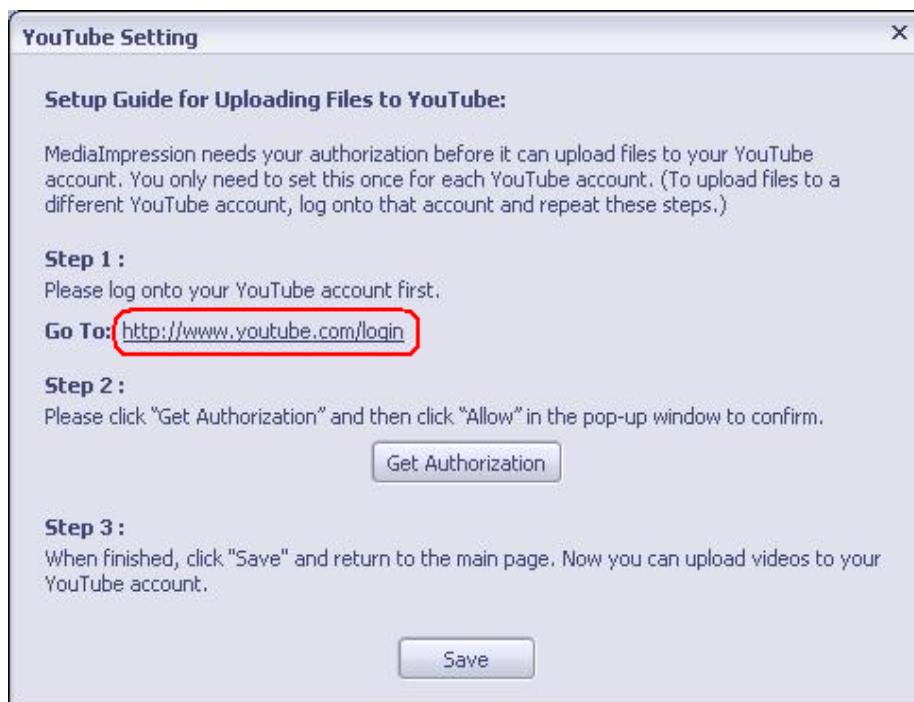 YouTube Setting
Setup Guide for Uploading Files to YouTube:
MediaImpression needs your authorization before it can upload files to your YouTube
account. You only need to set this once for each YouTube account. (To upload files to a
different YouTube account, log onto that account and repeat these steps.)
Step 1 :
Please log onto your YouTube account first.
Go To: http://www.youtube.com/login
Step 2 :
Please click "Get Authorization" and then click "Allow" in the pop-up window to confirm.
Get Authorization
Step 3 :
When finished, click "Save" and return to the main page. Now you can upload videos to your
YouTube account.
Save